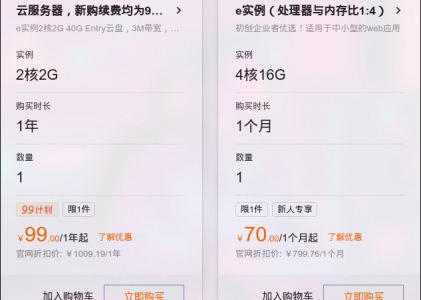 云服务器，新购续费均为9...
e实例2核2G 40G Entry云盘，3M带宽，...
实例
2核2G
购买时长
1年
数量
1
99计划 限1件
¥99.00/1年起 了解优惠
官网折扣价: ¥1009.19/1年
加入购物车 立即购买
e实例（处理器与内存比1:4）
初创企业者优选！适用于中小型的web应用
实例
4核16G
购买时长
1个月
数量
1
限1件 新人专享
¥70.00/1个月起 了解优惠
官网折扣价: ¥799.76/1个月
加入购物车 立即购买